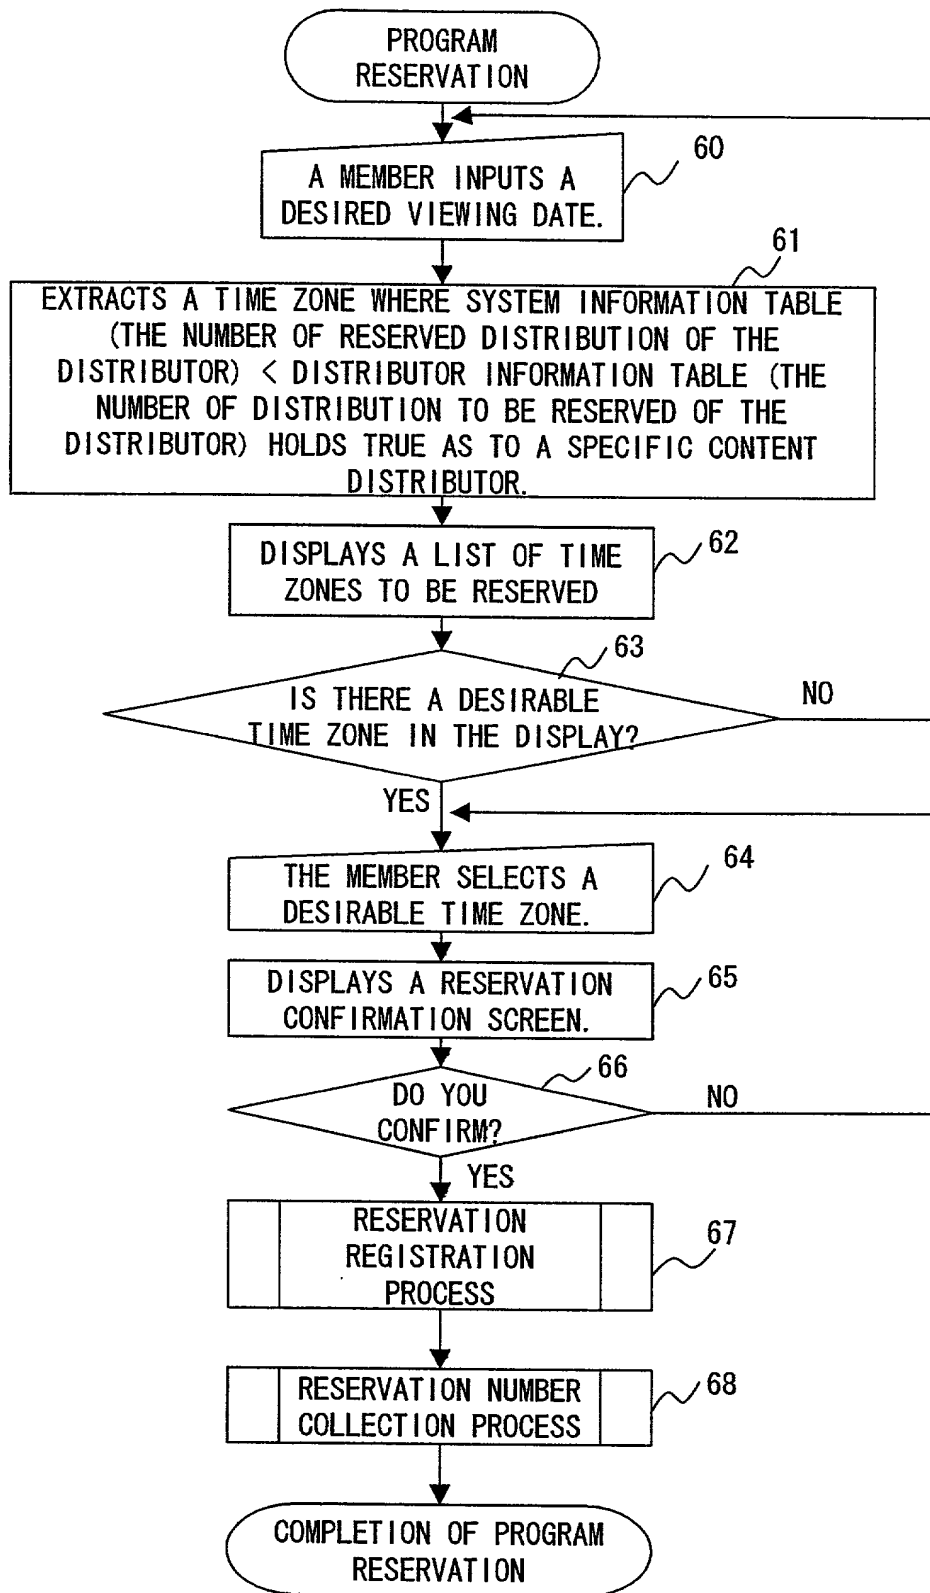 PROGRAM
RESERVATION
60
A MEMBER INPUTS A
DESIRED VIEWING DATE.
61
EXTRACTS A TIME ZONE WHERE SYSTEM INFORMATION TABLE
(THE NUMBER OF RESERVED DISTRIBUTION OF THE
DISTRIBUTOR) < DISTRIBUTOR INFORMATION TABLE (THE
NUMBER OF DISTRIBUTION TO BE RESERVED OF THE
DISTRIBUTOR) HOLDS TRUE AS TO A SPECIFIC CONTENT
DISTRIBUTOR.
62
DISPLAYS A LIST OF TIME
ZONES TO BE RESERVED
63
IS THERE A DESIRABLE
TIME ZONE IN THE DISPLAY?
NO
YES
64
THE MEMBER SELECTS A
DESIRABLE TIME ZONE.
65
DISPLAYS A RESERVATION
CONFIRMATION SCREEN.
66
DO YOU
CONFIRM?
NO
YES
67
RESERVATION
REGISTRATION
PROCESS
68
RESERVATION NUMBER
COLLECTION PROCESS
COMPLETION OF PROGRAM
RESERVATION